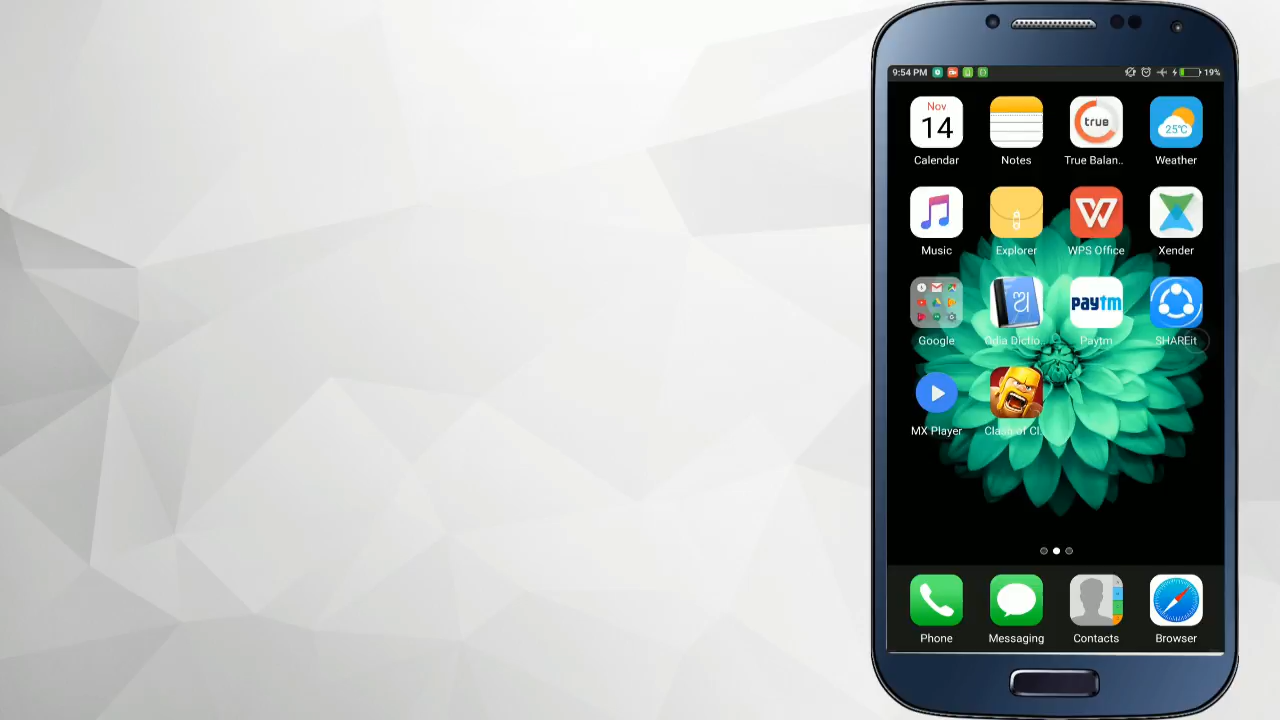 9:54 PM 19%
Nov
14
true
25℃
Calendar Notes True Balan.. Weather
Music Explorer WPS Office Xender
ଅ
paytm
Google Odia Dictio.. Paytm SHAREit
MX Player Clash of Cl..
Phone Messaging Contacts Browser